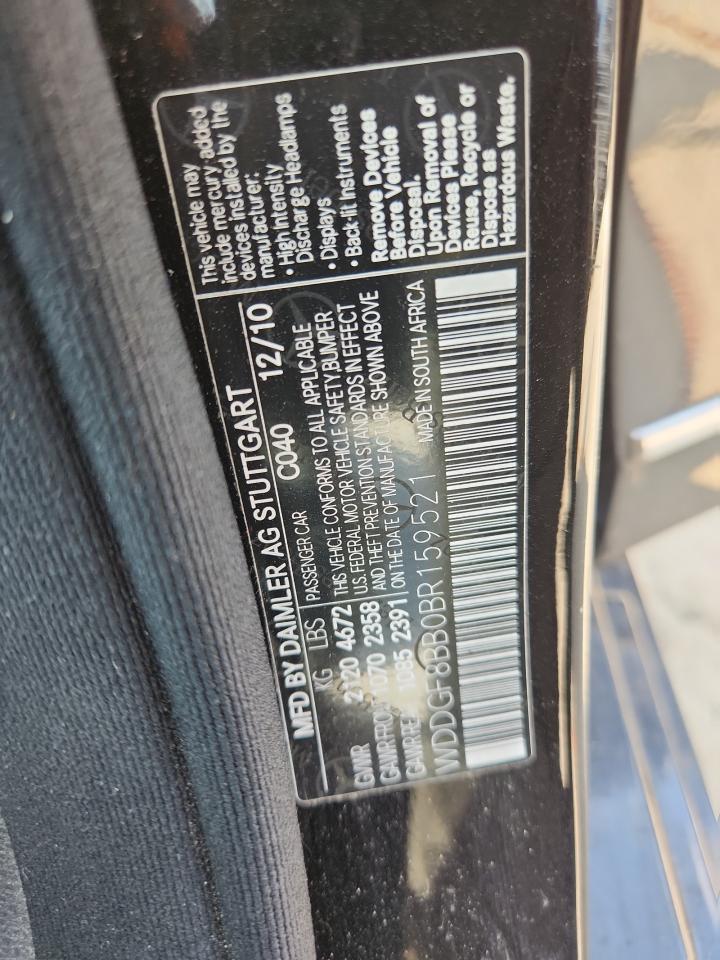 MFD BY DAIMLER AG STUTTGART
C040 12/10
KG LBS
GVWR 2120 4672
GAWR FRONT 1070 2358
GAWR REAR 1085 2391
PASSENGER CAR
THIS VEHICLE CONFORMS TO ALL APPLICABLE
U.S. FEDERAL MOTOR VEHICLE SAFETY,BUMPER
AND THEFT PREVENTION STANDARDS IN EFFECT
ON THE DATE OF MANUFACTURE SHOWN ABOVE
WDDGF8BB0BR159521 MADE IN SOUTH AFRICA
This vehicle may
include mercury added
devices installed by the
manufacturer:
• High intensity
Discharge Headlamps
• Displays
• Back-lit Instruments
Remove Devices
Before Vehicle
Disposal.
Upon Removal of
Devices Please
Reuse, Recycle or
Dispose as
Hazardous Waste.